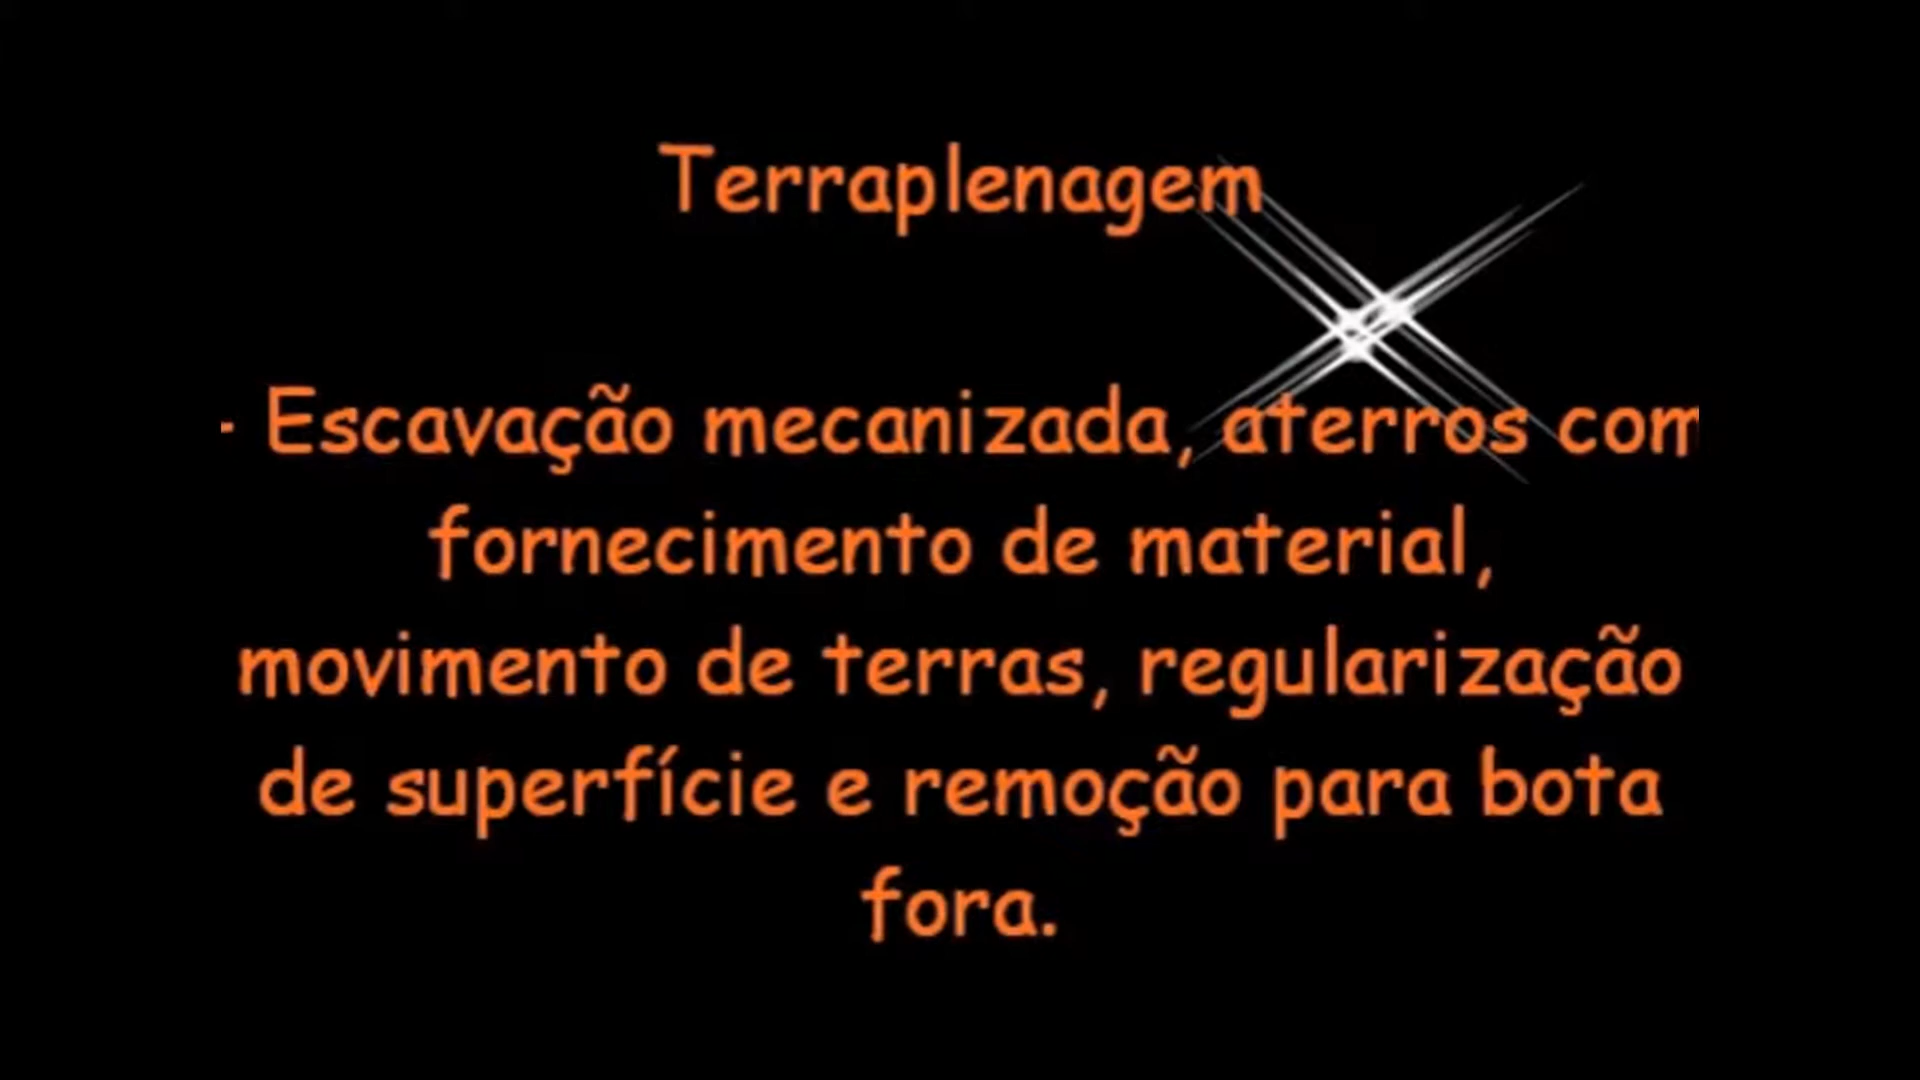 Terraplenagem
- Escavação mecanizada, aterros com
fornecimento de material,
movimento de terras, regularização
de superfície e remoção para bota
fora.